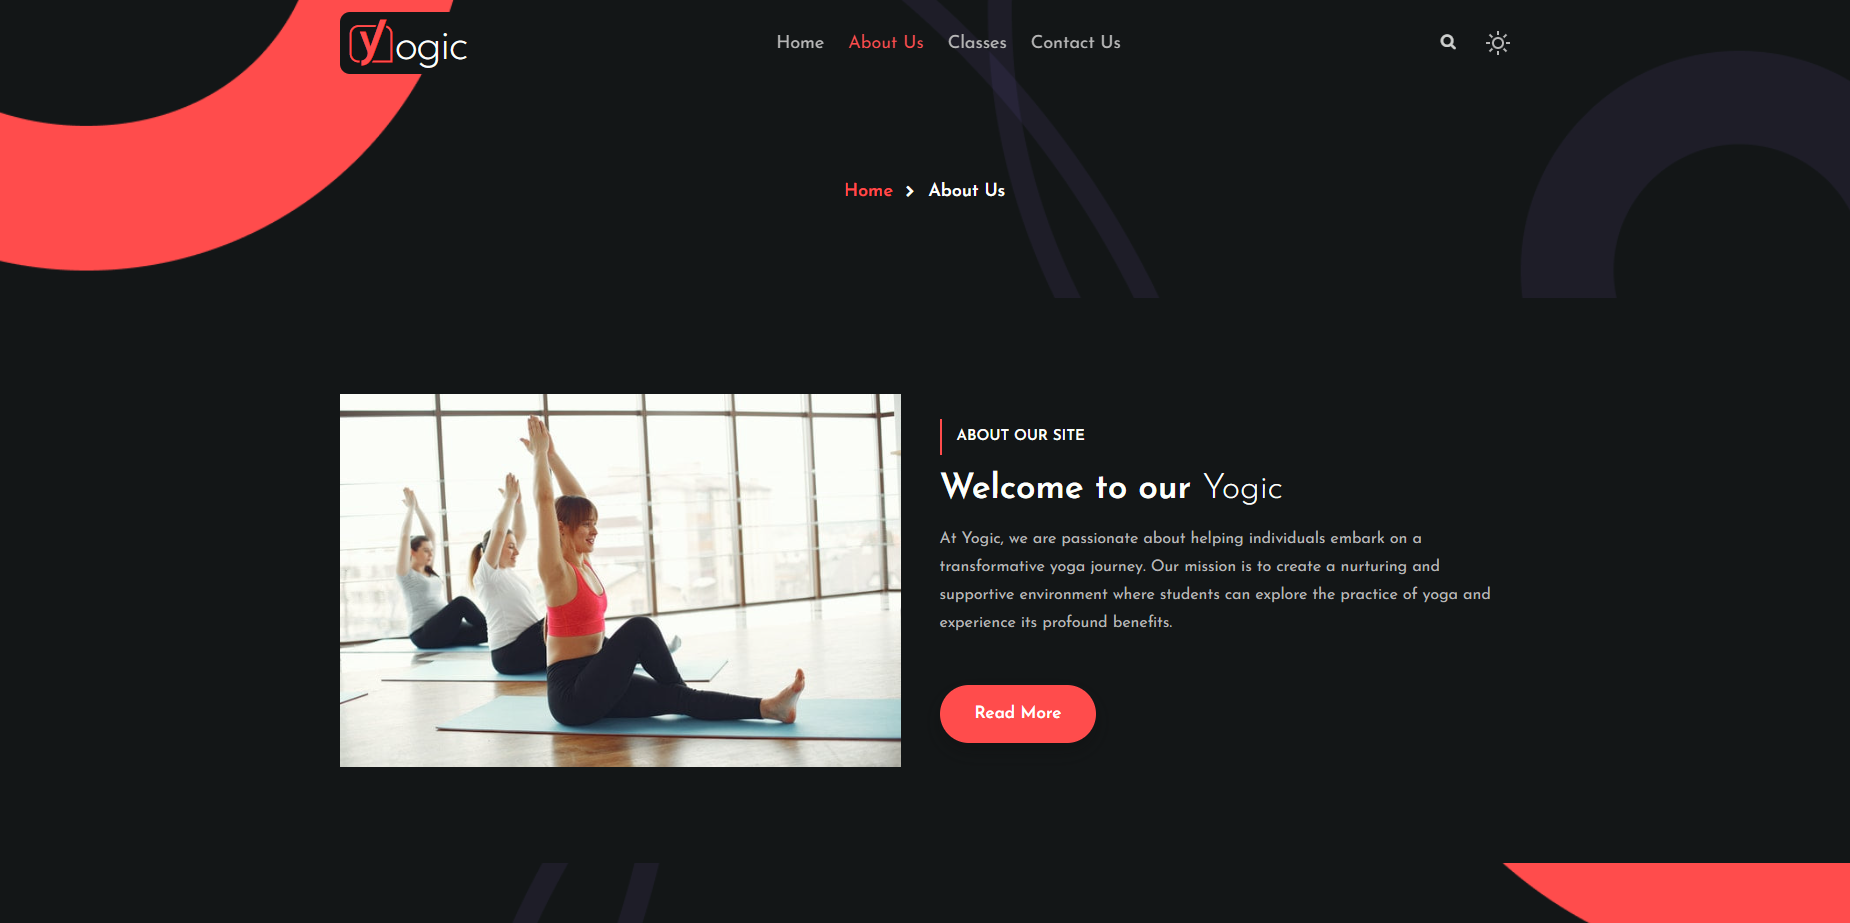 Yogic
Home About Us Classes Contact Us
Home > About Us
ABOUT OUR SITE
Welcome to our Yogic
At Yogic, we are passionate about helping individuals embark on a
transformative yoga journey. Our mission is to create a nurturing and
supportive environment where students can explore the practice of yoga and
experience its profound benefits.
Read More